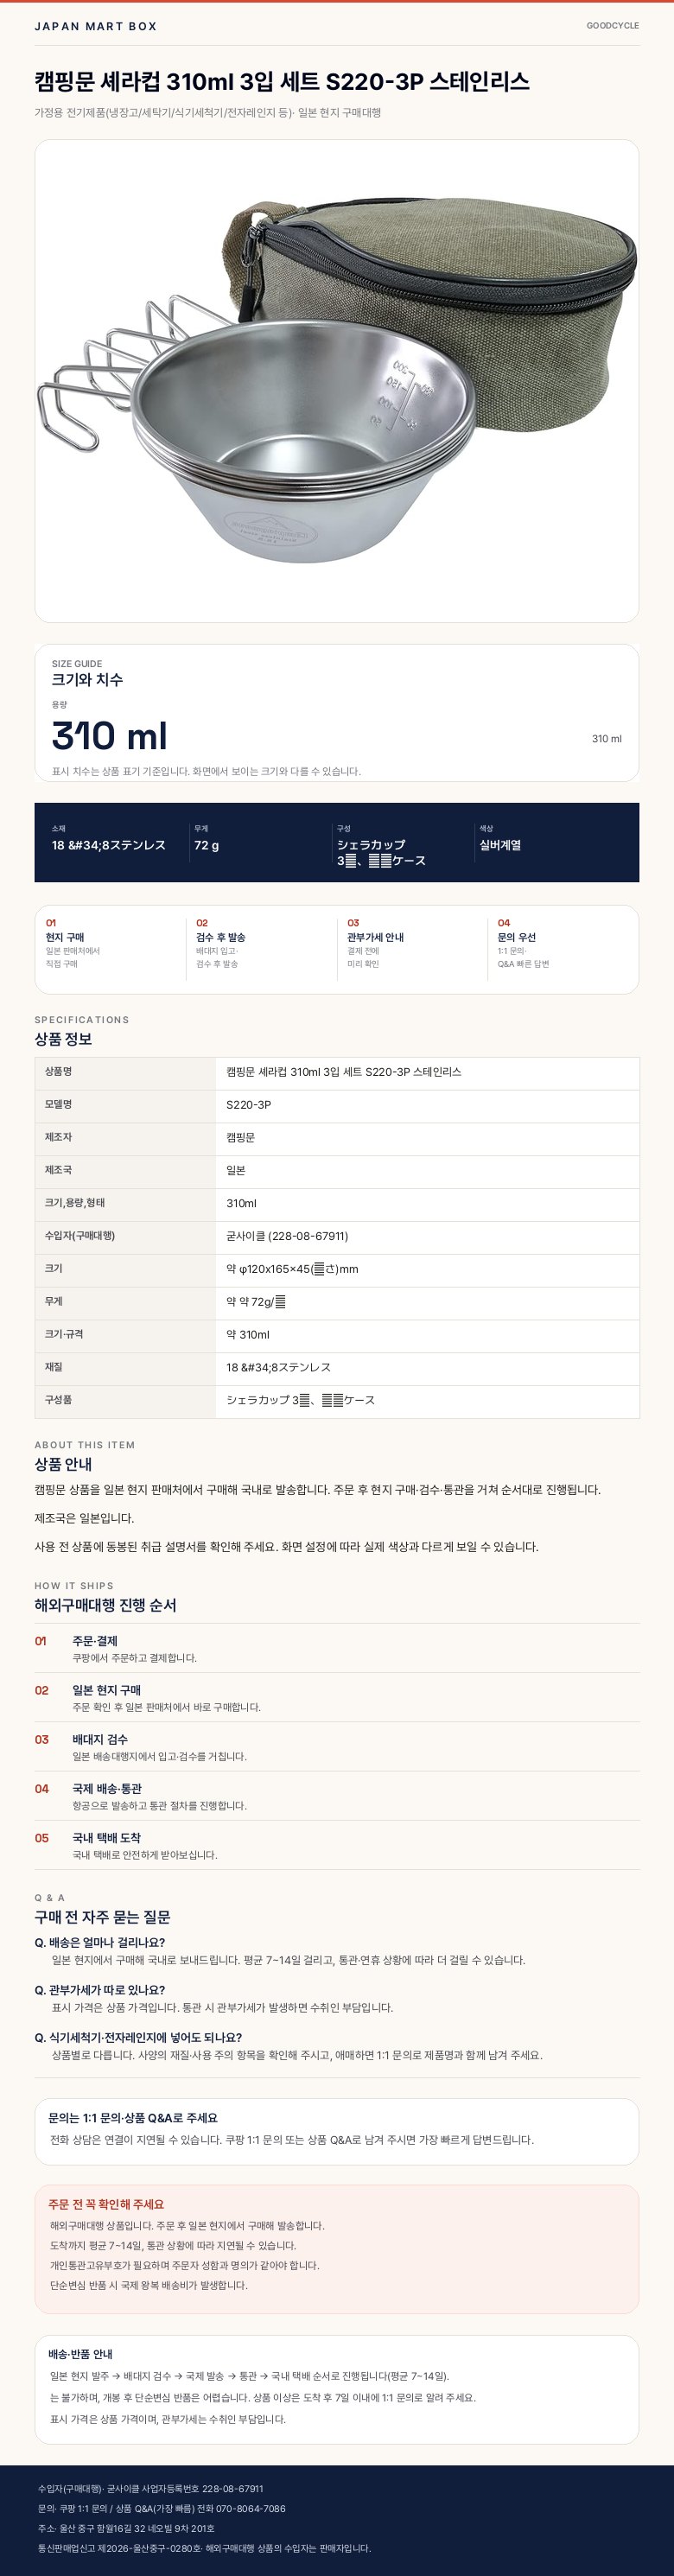 JAPAN MART BOX
GOODCYCLE
캠핑문 셰라컵 310ml 3입 세트 S220-3P 스테인리스
가정용 전기제품(냉장고/세탁기/식기세척기/전자레인지 등)· 일본 현지 구매대행
200
150
100
50
SIZE GUIDE
크기와 치수
용량
310 ml
310 ml
표시 치수는 상품 표기 기준입니다. 화면에서 보이는 크기와 다를 수 있습니다.
소재
18 &#34;8ステンレス
무게
72 g
구성
シェラカップ
3▤、▤▤ケース
색상
실버계열
01
현지 구매
일본 판매처에서
직접 구매
02
검수 후 발송
배대지 입고·
검수 후 발송
03
관부가세 안내
결제 전에
미리 확인
04
문의 우선
1:1 문의·
Q&A 빠른 답변
SPECIFICATIONS
상품 정보
상품명 캠핑문 셰라컵 310ml 3입 세트 S220-3P 스테인리스
모델명 S220-3P
제조자 캠핑문
제조국 일본
크기,용량,형태 310ml
수입자(구매대행) 굳사이클 (228-08-67911)
크기 약 φ120x165×45(▤さ)mm
무게 약 약 72g/▤
크기·규격 약 310ml
재질 18 &#34;8ステンレス
구성품 シェラカップ 3▤、▤▤ケース
ABOUT THIS ITEM
상품 안내
캠핑문 상품을 일본 현지 판매처에서 구매해 국내로 발송합니다. 주문 후 현지 구매·검수·통관을 거쳐 순서대로 진행됩니다.
제조국은 일본입니다.
사용 전 상품에 동봉된 취급 설명서를 확인해 주세요. 화면 설정에 따라 실제 색상과 다르게 보일 수 있습니다.
HOW IT SHIPS
해외구매대행 진행 순서
01 주문·결제
쿠팡에서 주문하고 결제합니다.
02 일본 현지 구매
주문 확인 후 일본 판매처에서 바로 구매합니다.
03 배대지 검수
일본 배송대행지에서 입고·검수를 거칩니다.
04 국제 배송·통관
항공으로 발송하고 통관 절차를 진행합니다.
05 국내 택배 도착
국내 택배로 안전하게 받아보십니다.
Q & A
구매 전 자주 묻는 질문
Q. 배송은 얼마나 걸리나요?
일본 현지에서 구매해 국내로 보내드립니다. 평균 7~14일 걸리고, 통관·연휴 상황에 따라 더 걸릴 수 있습니다.
Q. 관부가세가 따로 있나요?
표시 가격은 상품 가격입니다. 통관 시 관부가세가 발생하면 수취인 부담입니다.
Q. 식기세척기·전자레인지에 넣어도 되나요?
상품별로 다릅니다. 사양의 재질·사용 주의 항목을 확인해 주시고, 애매하면 1:1 문의로 제품명과 함께 남겨 주세요.
문의는 1:1 문의·상품 Q&A로 주세요
전화 상담은 연결이 지연될 수 있습니다. 쿠팡 1:1 문의 또는 상품 Q&A로 남겨 주시면 가장 빠르게 답변드립니다.
주문 전 꼭 확인해 주세요
해외구매대행 상품입니다. 주문 후 일본 현지에서 구매해 발송합니다.
도착까지 평균 7~14일, 통관 상황에 따라 지연될 수 있습니다.
개인통관고유부호가 필요하며 주문자 성함과 명의가 같아야 합니다.
단순변심 반품 시 국제 왕복 배송비가 발생합니다.
배송·반품 안내
일본 현지 발주 → 배대지 검수 → 국제 발송 → 통관 → 국내 택배 순서로 진행됩니다(평균 7~14일).
는 불가하며, 개봉 후 단순변심 반품은 어렵습니다. 상품 이상은 도착 후 7일 이내에 1:1 문의로 알려 주세요.
표시 가격은 상품 가격이며, 관부가세는 수취인 부담입니다.
수입자(구매대행)· 굳사이클 사업자등록번호 228-08-67911
문의· 쿠팡 1:1 문의 / 상품 Q&A(가장 빠름) 전화 070-8064-7086
주소· 울산 중구 함월16길 32 네오빌 9차 201호
통신판매업신고 제2026-울산중구-0280호· 해외구매대행 상품의 수입자는 판매자입니다.